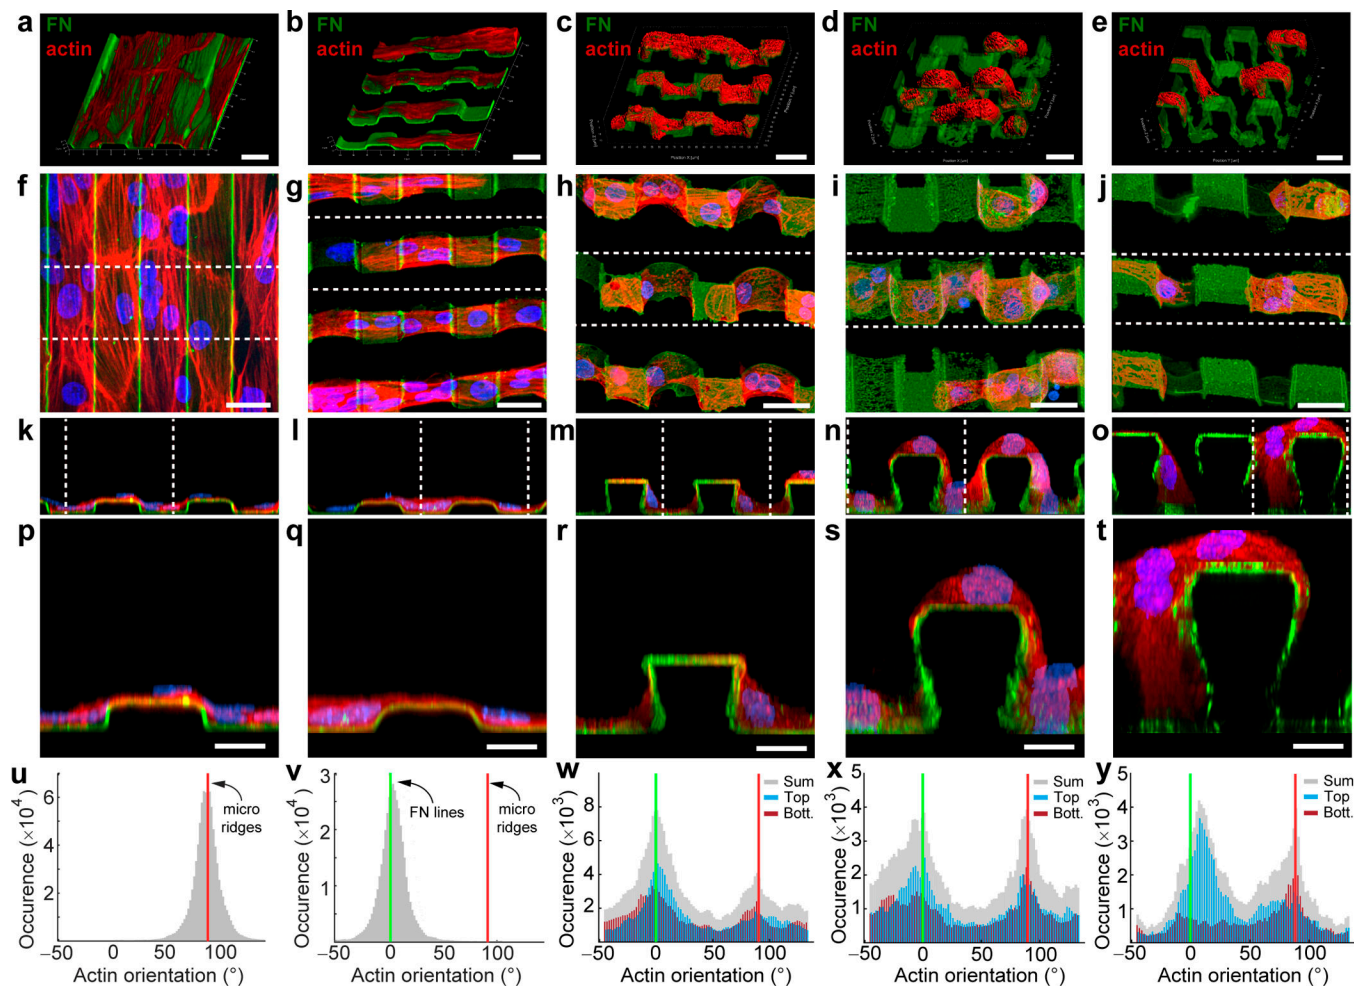 a FN actin
b FN actin
c FN actin
Position X [µm]
d FN actin
e FN actin
f g h i j
k l m n o
p q r s t
u
Occurence (×10⁴)
6
4
2
micro ridges
−50 0 50 100
Actin orientation (°)
v
Occurence (×10⁴)
3
2
1
0
FN lines
micro ridges
−50 0 50 100
Actin orientation (°)
w
Occurence (×10³)
8
6
4
2
Sum
Top
Bott.
−50 0 50 100
Actin orientation (°)
x
Occurence (×10³)
5
4
3
2
1
0
Sum
Top
Bott.
−50 0 50 100
Actin orientation (°)
y
Occurence (×10³)
5
4
3
2
1
Sum
Top
Bott.
−50 0 50 100
Actin orientation (°)